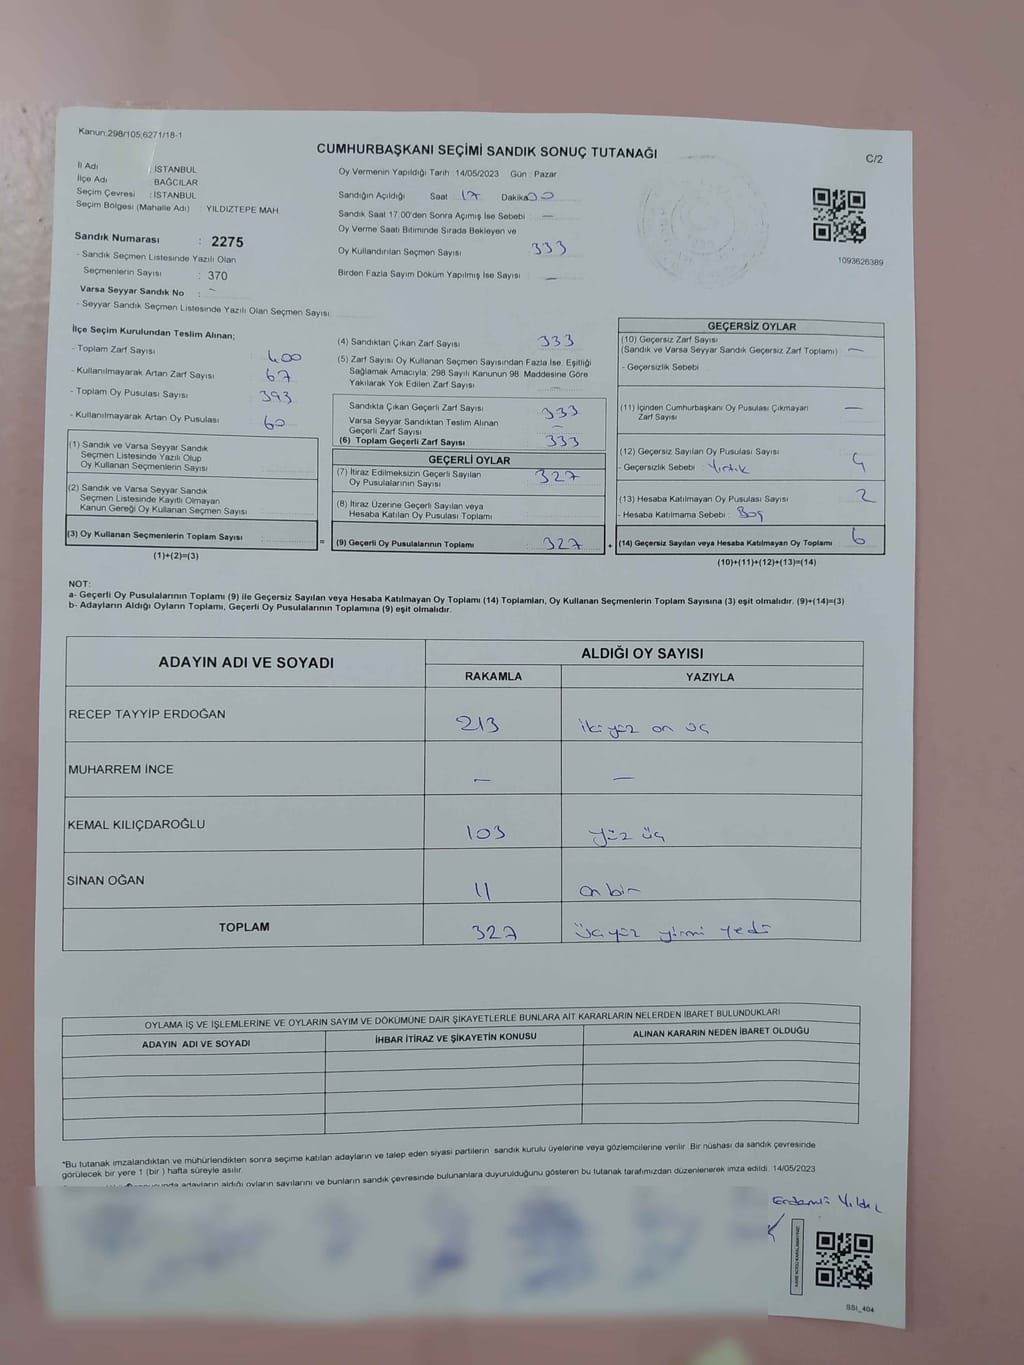 Kanun:298/105;6271/18-1
CUMHURBAŞKANI SEÇİMİ SANDIK SONUÇ TUTANAĞI
C/2
İl Adı : İSTANBUL
İlçe Adı : BAĞCILAR
Seçim Çevresi : İSTANBUL
Seçim Bölgesi (Mahalle Adı) : YILDIZTEPE MAH.
Oy Vermenin Yapıldığı Tarih : 14/05/2023 Gün : Pazar
Sandığın Açıldığı Saat 17 Dakika 00
Sandık Saat 17.00'den Sonra Açımış İse Sebebi : —
Oy Verme Saati Bitiminde Sırada Bekleyen ve
Oy Kullandırılan Seçmen Sayısı 333
Birden Fazla Sayım Döküm Yapılmış İse Sayısı —
1093626389
Sandık Numarası : 2275
- Sandık Seçmen Listesinde Yazılı Olan
Seçmenlerin Sayısı : 370
Varsa Seyyar Sandık No : –
- Seyyar Sandık Seçmen Listesinde Yazılı Olan Seçmen Sayısı:
İlçe Seçim Kurulundan Teslim Alınan;
- Toplam Zarf Sayısı 400
- Kullanılmayarak Artan Zarf Sayısı 67
- Toplam Oy Pusulası Sayısı 393
- Kullanılmayarak Artan Oy Pusulası 60
(1) Sandık ve Varsa Seyyar Sandık
Seçmen Listesinde Yazılı Olup
Oy Kullanan Seçmenlerin Sayısı
(2) Sandık ve Varsa Seyyar Sandık
Seçmen Listesinde Kayıtlı Olmayan
Kanun Gereği Oy Kullanan Seçmen Sayısı
(3) Oy Kullanan Seçmenlerin Toplam Sayısı =
(1)+(2)=(3)
(4) Sandıktan Çıkan Zarf Sayısı 333
(5) Zarf Sayısı Oy Kullanan Seçmen Sayısından Fazla İse, Eşitliği
Sağlamak Amacıyla; 298 Sayılı Kanunun 98. Maddesine Göre
Yakılarak Yok Edilen Zarf Sayısı —
Sandıkta Çıkan Geçerli Zarf Sayısı 333
Varsa Seyyar Sandıktan Teslim Alınan
Geçerli Zarf Sayısı –
(6) Toplam Geçerli Zarf Sayısı 333
GEÇERLİ OYLAR
(7) İtiraz Edilmeksizin Geçerli Sayılan
Oy Pusulalarının Sayısı 327
(8) İtiraz Üzerine Geçerli Sayılan veya
Hesaba Katılan Oy Pusulası Toplamı
(9) Geçerli Oy Pusulalarının Toplamı 327 +
GEÇERSİZ OYLAR
(10) Geçersiz Zarf Sayısı
(Sandık ve Varsa Seyyar Sandık Geçersiz Zarf Toplamı) —
- Geçersizlik Sebebi
(11) İçinden Cumhurbaşkanı Oy Pusulası Çıkmayan
Zarf Sayısı —
(12) Geçersiz Sayılan Oy Pusulası Sayısı 4
- Geçersizlik Sebebi : Yırtık
(13) Hesaba Katılmayan Oy Pusulası Sayısı 2
- Hesaba Katılmama Sebebi : Boş
(14) Geçersiz Sayılan veya Hesaba Katılmayan Oy Toplamı 6
(10)+(11)+(12)+(13)=(14)
NOT:
a- Geçerli Oy Pusulalarının Toplamı (9) ile Geçersiz Sayılan veya Hesaba Katılmayan Oy Toplamı (14) Toplamları, Oy Kullanan Seçmenlerin Toplam Sayısına (3) eşit olmalıdır. (9)+(14)=(3)
b- Adayların Aldığı Oyların Toplamı, Geçerli Oy Pusulalarının Toplamına (9) eşit olmalıdır.
ADAYIN ADI VE SOYADI
ALDIĞI OY SAYISI
RAKAMLA YAZIYLA
RECEP TAYYİP ERDOĞAN 213 iki yüz on üç
MUHARREM İNCE – —
KEMAL KILIÇDAROĞLU 103 yüz üç
SİNAN OĞAN 11 on bir
TOPLAM 327 üçyüz yirmi yedi
OYLAMA İŞ VE İŞLEMLERİNE VE OYLARIN SAYIM VE DÖKÜMÜNE DAİR ŞİKAYETLERLE BUNLARA AİT KARARLARIN NELERDEN İBARET BULUNDUKLARI
ADAYIN ADI VE SOYADI İHBAR İTİRAZ VE ŞİKAYETİN KONUSU ALINAN KARARIN NEDEN İBARET OLDUĞU
*Bu tutanak imzalandıktan ve mühürlendikten sonra seçime katılan adayların ve talep eden siyasi partilerin sandık kurulu üyelerine veya gözlemcilerine verilir. Bir nüshası da sandık çevresinde
görülecek bir yere 1 (bir ) hafta süreyle asılır.
adayların aldığı oyların sayılarını ve bunların sandık çevresinde bulunanlara duyurulduğunu gösteren bu tutanak tarafımızdan düzenlenerek imza edildi. 14/05/2023
SSI_404